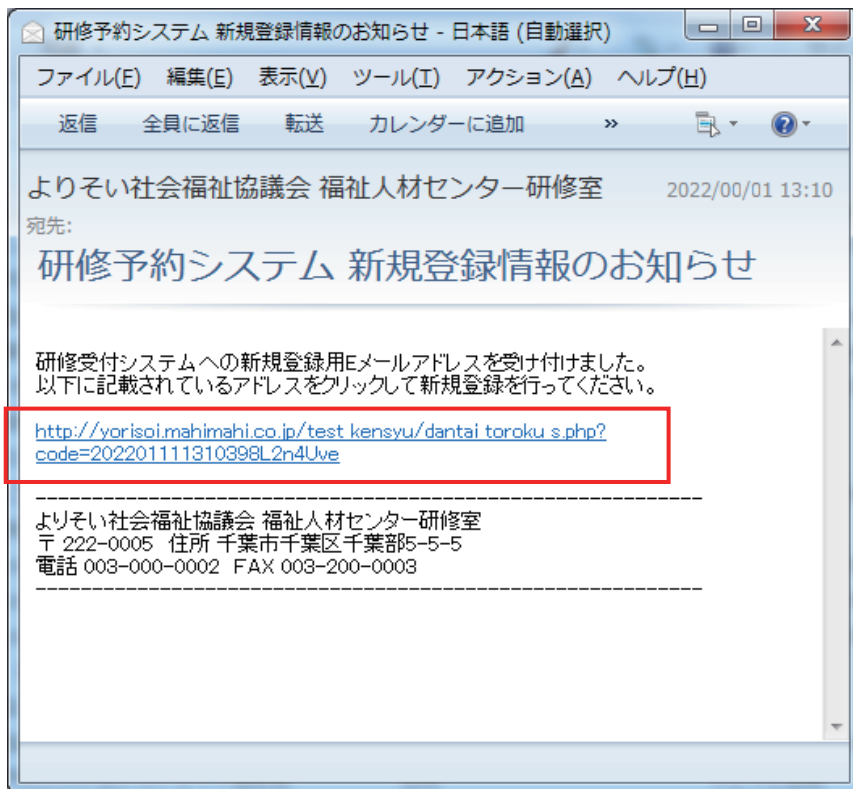 研修予約システム 新規登録情報のお知らせ - 日本語 (自動選択)
ファイル(F) 編集(E) 表示(V) ツール(T) アクション(A) ヘルプ(H)
返信 全員に返信 転送 カレンダーに追加 »
よりそい社会福祉協議会 福祉人材センター研修室 2022/00/01 13:10
宛先:
研修予約システム 新規登録情報のお知らせ
研修受付システムへの新規登録用Eメールアドレスを受け付けました。
以下に記載されているアドレスをクリックして新規登録を行ってください。
http://yorisoi.mahimahi.co.jp/test_kensyu/dantai_toroku_s.php?
code=202201111310398L2n4Uve
------------------------------------------------------------
よりそい社会福祉協議会 福祉人材センター研修室
〒222-0005 住所 千葉市千葉区千葉部5-5-5
電話 003-000-0002 FAX 003-200-0003
------------------------------------------------------------